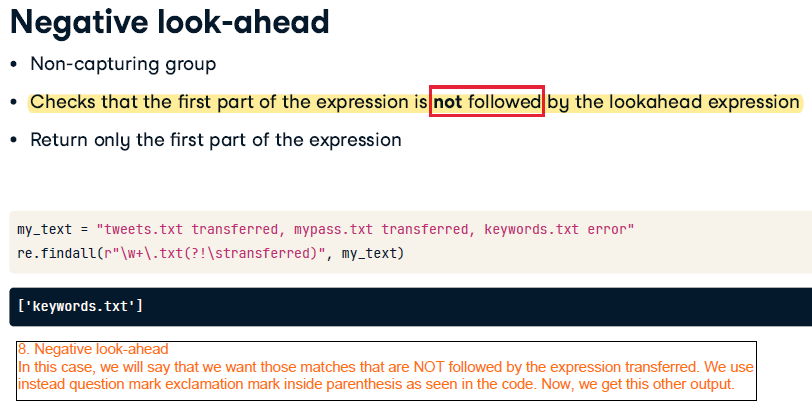 Negative look-ahead
• Non-capturing group
• Checks that the first part of the expression is not followed by the lookahead expression
• Return only the first part of the expression
my_text = "tweets.txt transferred, mypass.txt transferred, keywords.txt error"
re.findall(r"\w+\.txt(?!\stransferred)", my_text)
['keywords.txt']
8. Negative look-ahead
In this case, we will say that we want those matches that are NOT followed by the expression transferred. We use
instead question mark exclamation mark inside parenthesis as seen in the code. Now, we get this other output.